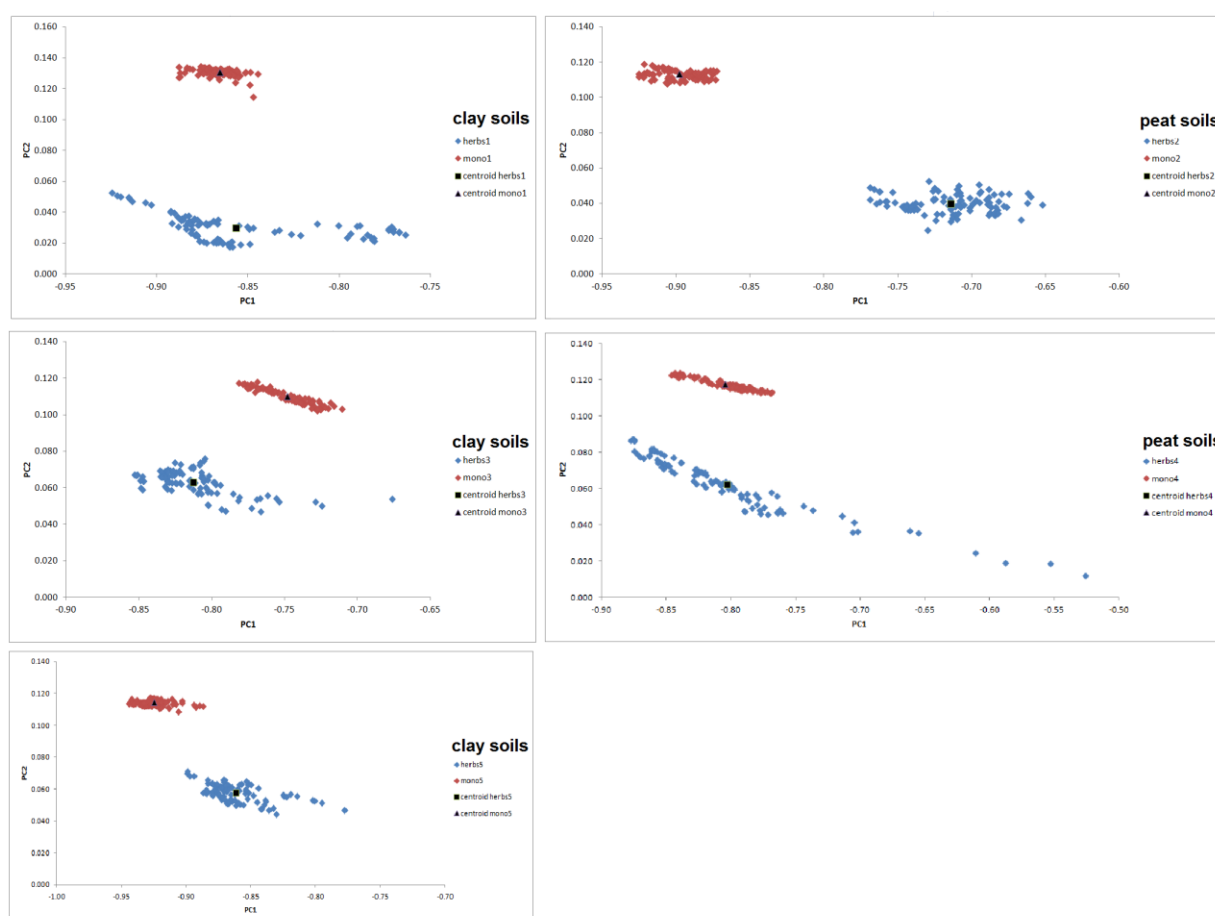 0.160
0.140
0.120
0.100
0.080
0.060
0.040
0.020
0.000
PC2
-0.95 -0.90 -0.85 -0.80 -0.75
PC1
clay soils
herbs1
mono1
centroid herbs1
centroid mono1
0.140
0.120
0.100
0.080
0.060
0.040
0.020
0.000
PC2
-0.95 -0.90 -0.85 -0.80 -0.75 -0.70 -0.65 -0.60
PC1
peat soils
herbs2
mono2
centroid herbs2
centroid mono2
0.140
0.120
0.100
0.080
0.060
0.040
0.020
0.000
PC2
-0.90 -0.85 -0.80 -0.75 -0.70 -0.65
PC1
clay soils
herbs3
mono3
centroid herbs3
centroid mono3
0.140
0.120
0.100
0.080
0.060
0.040
0.020
0.000
PC2
-0.90 -0.85 -0.80 -0.75 -0.70 -0.65 -0.60 -0.55 -0.50
PC1
peat soils
herbs4
mono4
centroid herbs4
centroid mono4
0.140
0.120
0.100
0.080
0.060
0.040
0.020
0.000
PC2
-1.00 -0.95 -0.90 -0.85 -0.80 -0.75 -0.70
PC1
clay soils
herbs5
mono5
centroid herbs5
centroid mono5